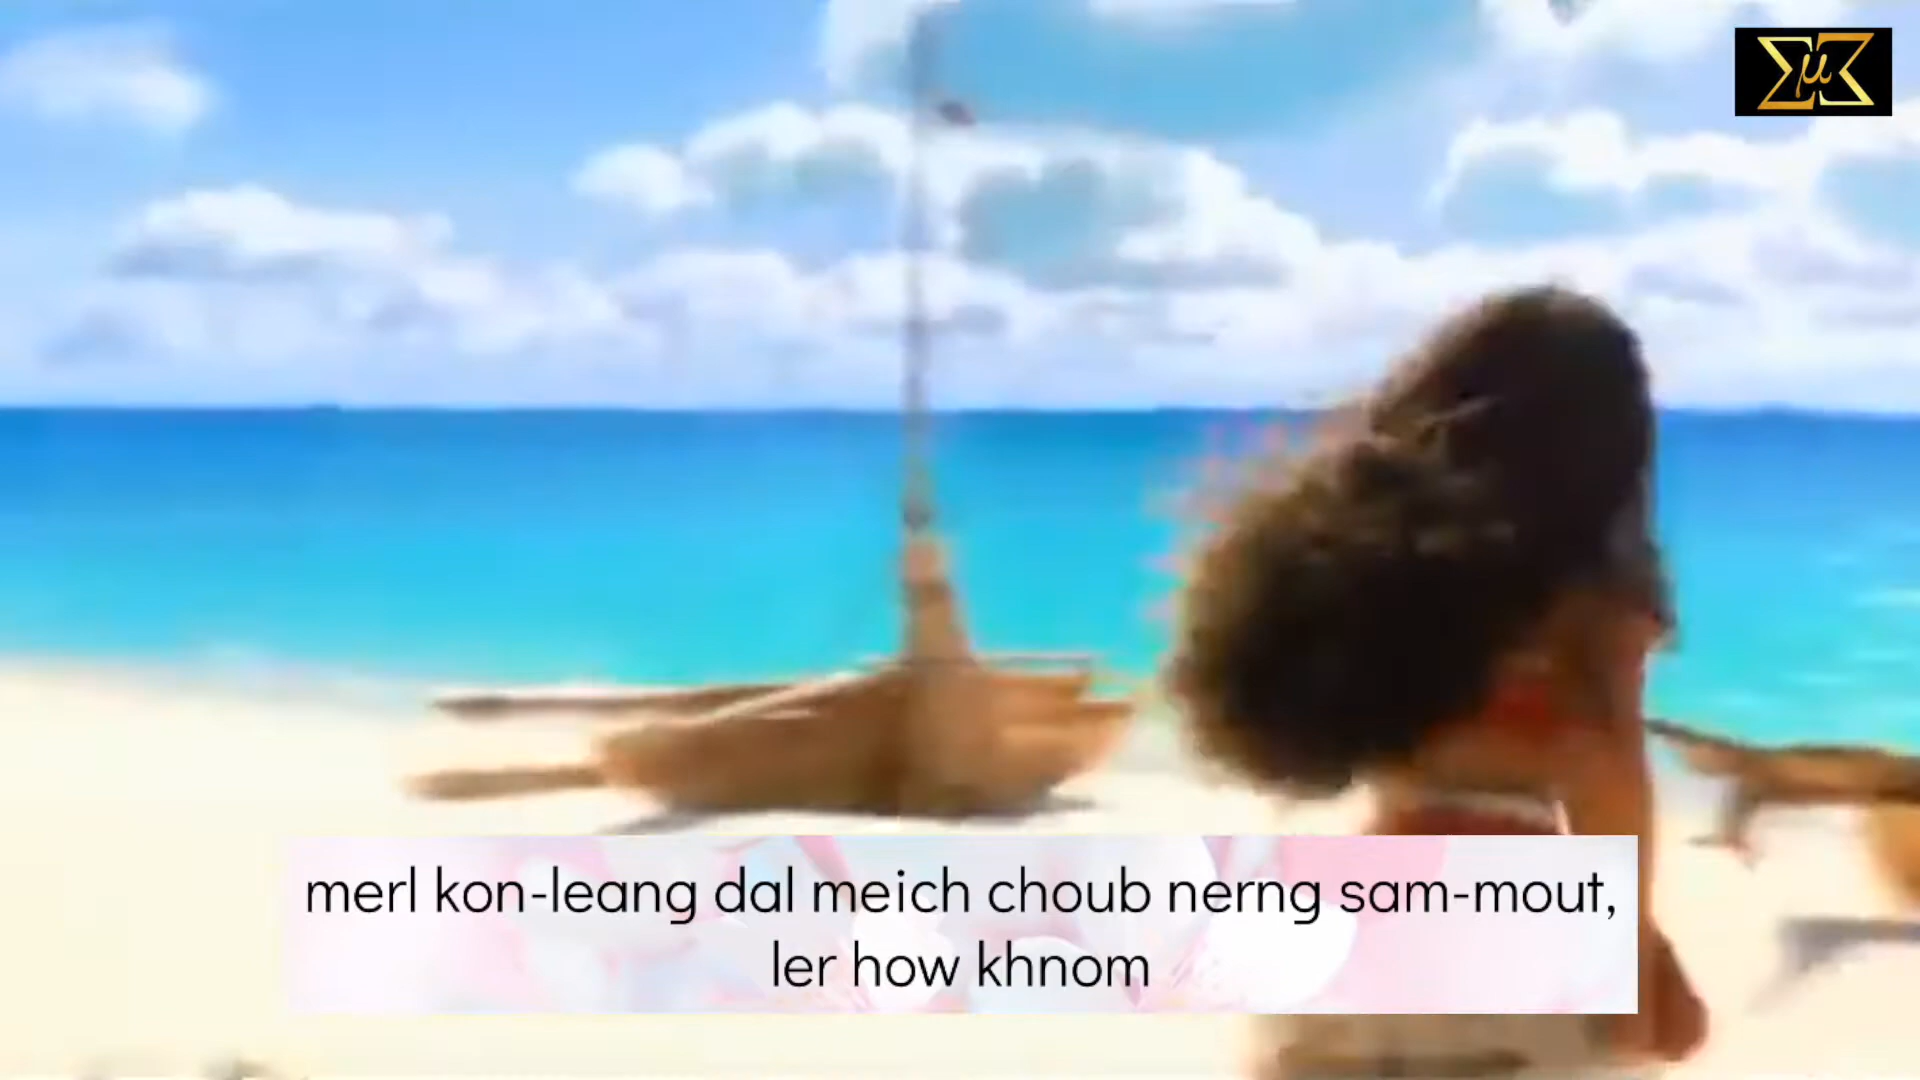 merl kon-leang dal meich choub nerng sam-mout,
ler how khnom